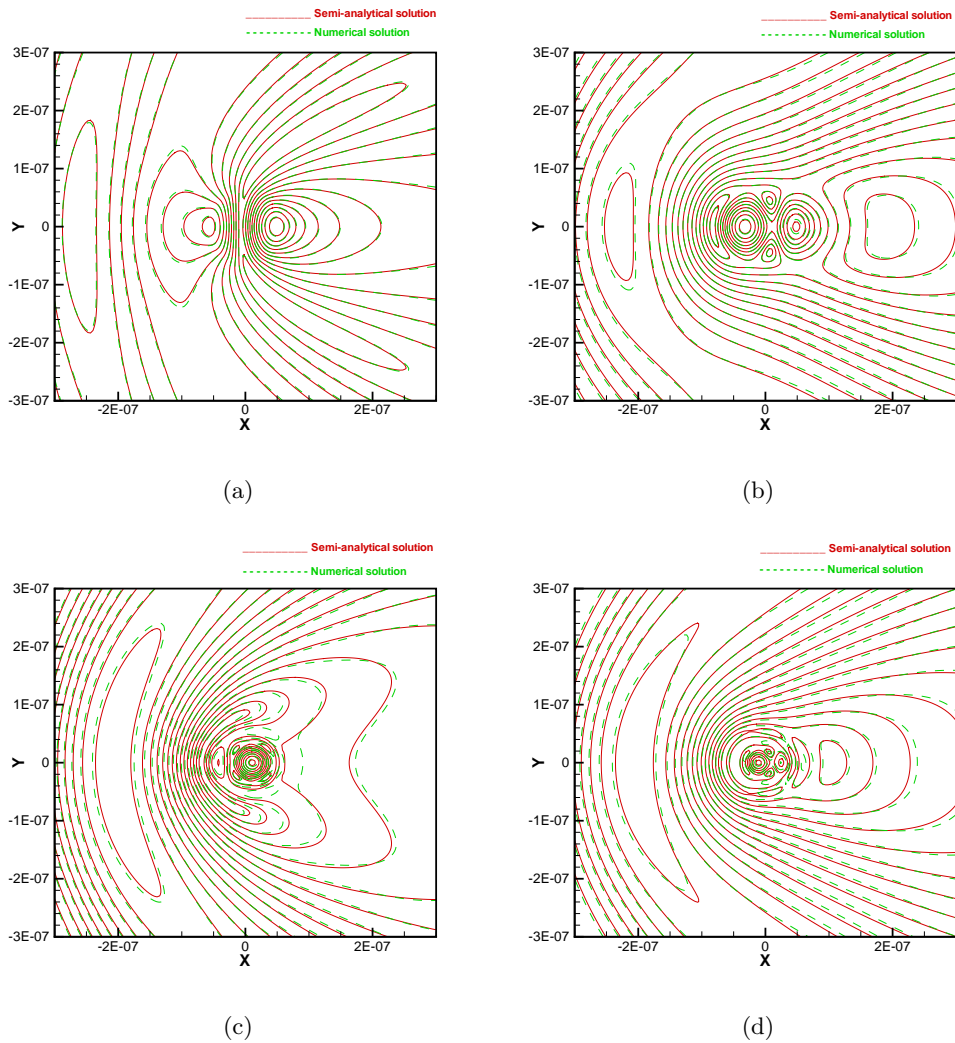 Semi-analytical solution
Numerical solution
3E-07
2E-07
1E-07
Y 0
-1E-07
-2E-07
-3E-07
-2E-07 0 2E-07
X
(a)
Semi-analytical solution
Numerical solution
3E-07
2E-07
1E-07
Y 0
-1E-07
-2E-07
-3E-07
-2E-07 0 2E-07
X
(b)
Semi-analytical solution
Numerical solution
3E-07
2E-07
1E-07
Y 0
-1E-07
-2E-07
-3E-07
-2E-07 0 2E-07
X
(c)
Semi-analytical solution
Numerical solution
3E-07
2E-07
1E-07
Y 0
-1E-07
-2E-07
-3E-07
-2E-07 0 2E-07
X
(d)